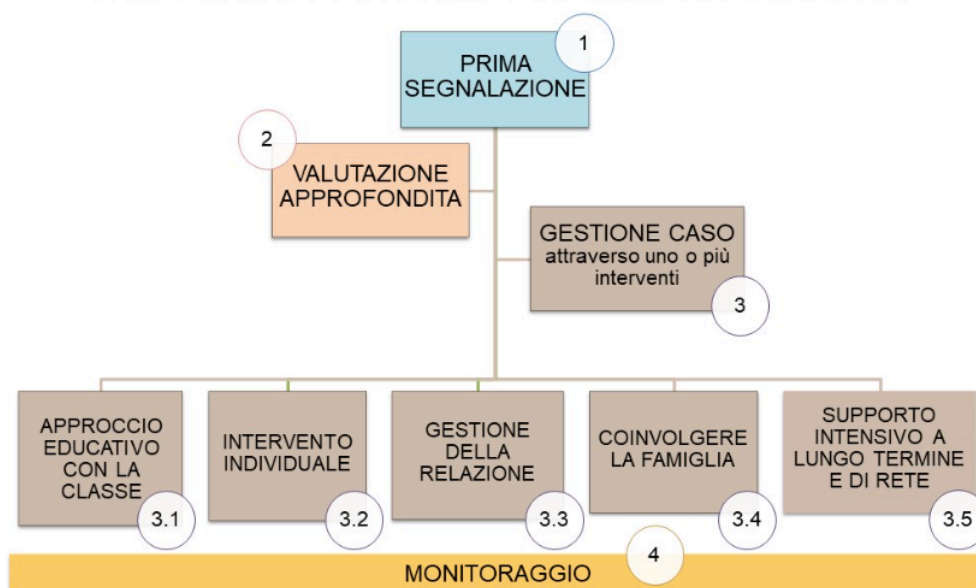 1
PRIMA
SEGNALAZIONE
2
VALUTAZIONE
APPROFONDITA
GESTIONE CASO
attraverso uno o più
interventi
3
APPROCCIO
EDUCATIVO
CON LA
CLASSE
3.1
INTERVENTO
INDIVIDUALE
3.2
GESTIONE
DELLA
RELAZIONE
3.3
COINVOLGERE
LA FAMIGLIA
3.4
SUPPORTO
INTENSIVO A
LUNGO TERMINE
E DI RETE
3.5
4
MONITORAGGIO